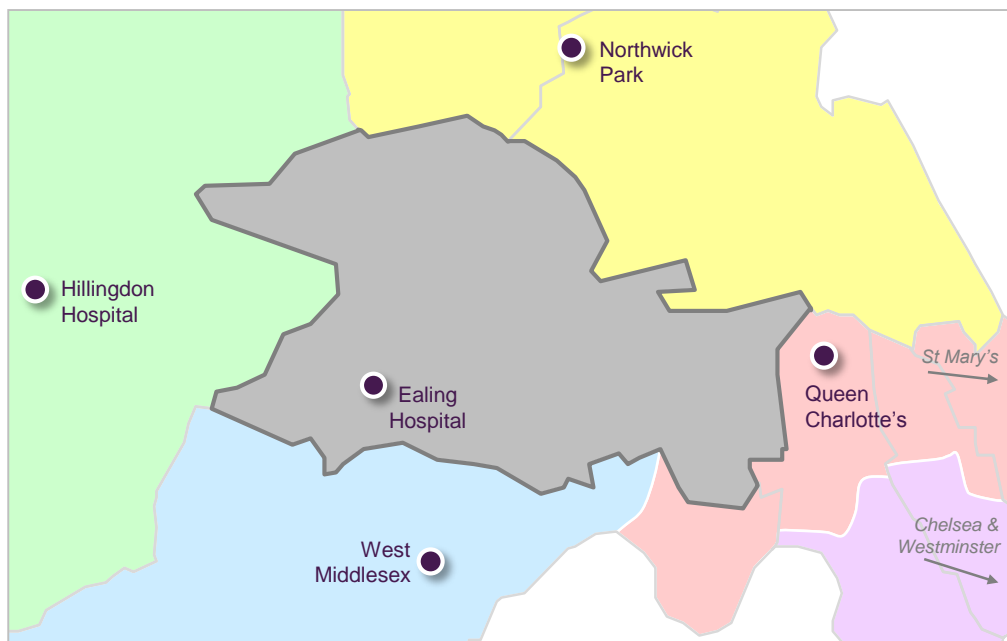 Northwick
Park
Hillingdon
Hospital
St Mary's
Ealing
Hospital
Queen
Charlotte's
Chelsea &
Westminster
West
Middlesex